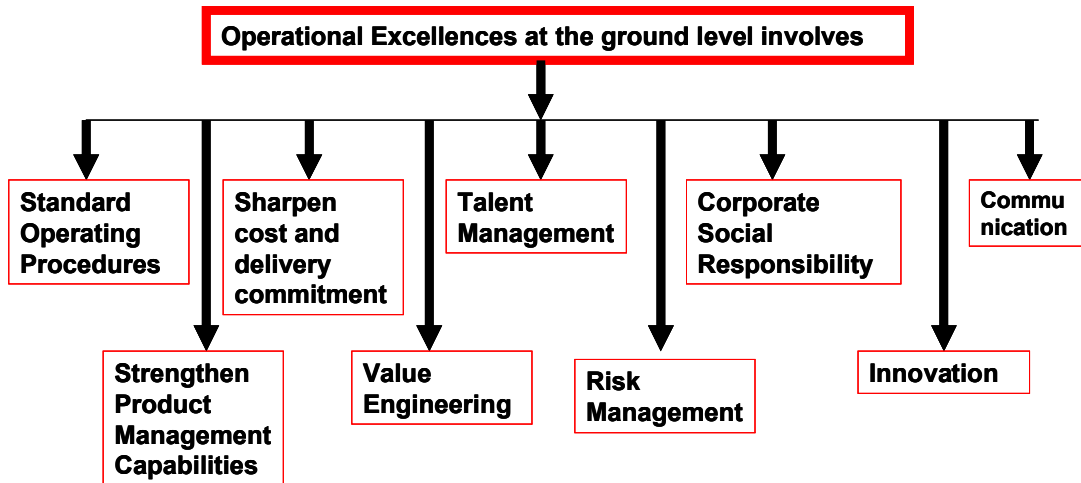 Operational Excellences at the ground level involves
Standard
Operating
Procedures
Sharpen
cost and
delivery
commitment
Talent
Management
Corporate
Social
Responsibility
Commu
nication
Strengthen
Product
Management
Capabilities
Value
Engineering
Risk
Management
Innovation